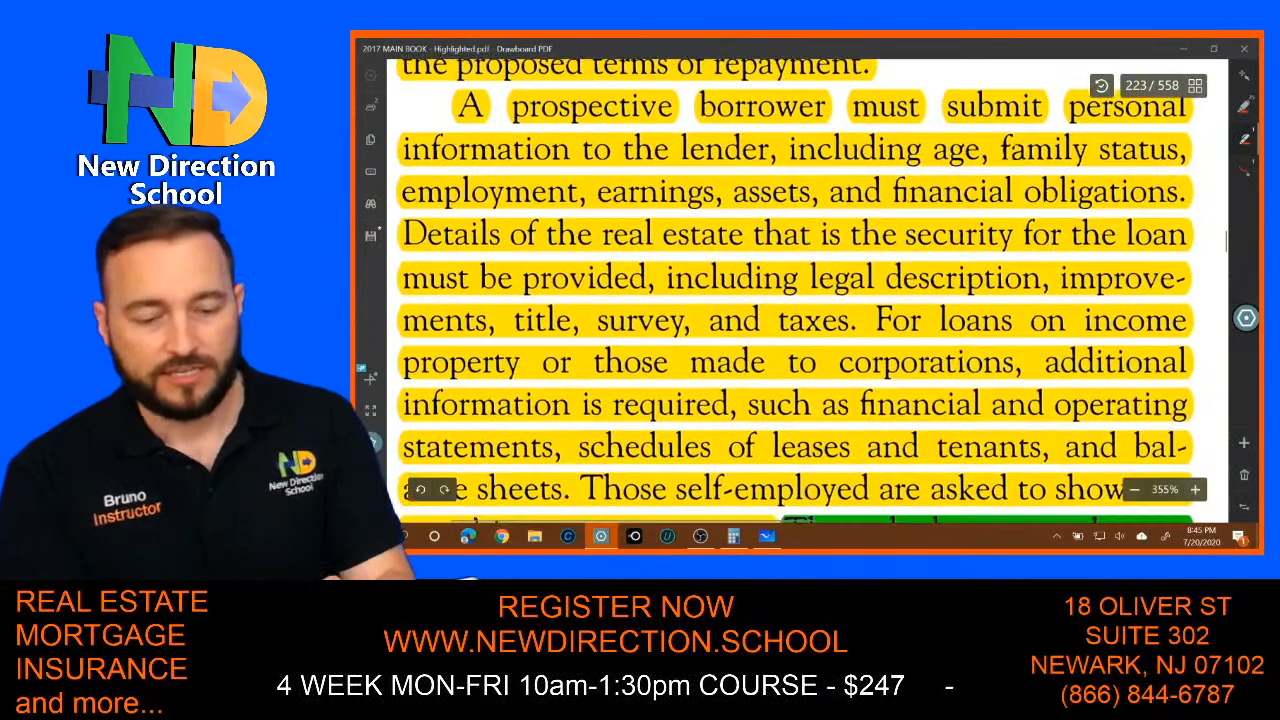 ND
New Direction
School
Bruno
Instructor
ND
New Direction
School
2017 MAIN BOOK - Highlighted.pdf - Drawboard PDF
the proposed terms of repayment.
223 / 558
A prospective borrower must submit personal
information to the lender, including age, family status,
employment, earnings, assets, and financial obligations.
Details of the real estate that is the security for the loan
must be provided, including legal description, improve-
ments, title, survey, and taxes. For loans on income
property or those made to corporations, additional
information is required, such as financial and operating
statements, schedules of leases and tenants, and bal-
sheets. Those self-employed are asked to show
355%
8:45 PM
7/20/2020
REAL ESTATE
MORTGAGE
INSURANCE
and more...
REGISTER NOW
WWW.NEWDIRECTION.SCHOOL
4 WEEK MON-FRI 10am-1:30pm COURSE - $247 -
18 OLIVER ST
SUITE 302
NEWARK, NJ 07102
(866) 844-6787